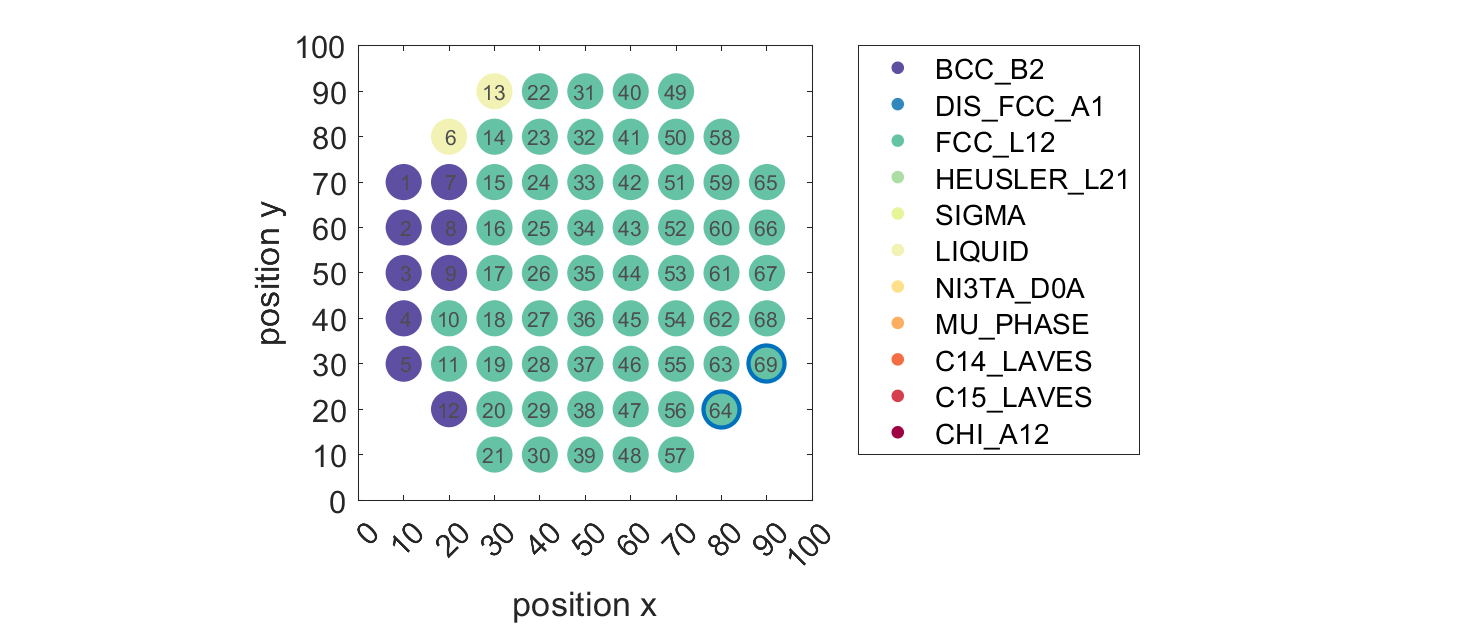 100
90
80
70
60
50
40
30
20
10
0
position y
13 22 31 40 49
6 14 23 32 41 50 58
1 7 15 24 33 42 51 59 65
2 8 16 25 34 43 52 60 66
3 9 17 26 35 44 53 61 67
4 10 18 27 36 45 54 62 68
5 11 19 28 37 46 55 63 69
12 20 29 38 47 56 64
21 30 39 48 57
0 10 20 30 40 50 60 70 80 90 100
position x
BCC_B2
DIS_FCC_A1
FCC_L12
HEUSLER_L21
SIGMA
LIQUID
NI3TA_D0A
MU_PHASE
C14_LAVES
C15_LAVES
CHI_A12